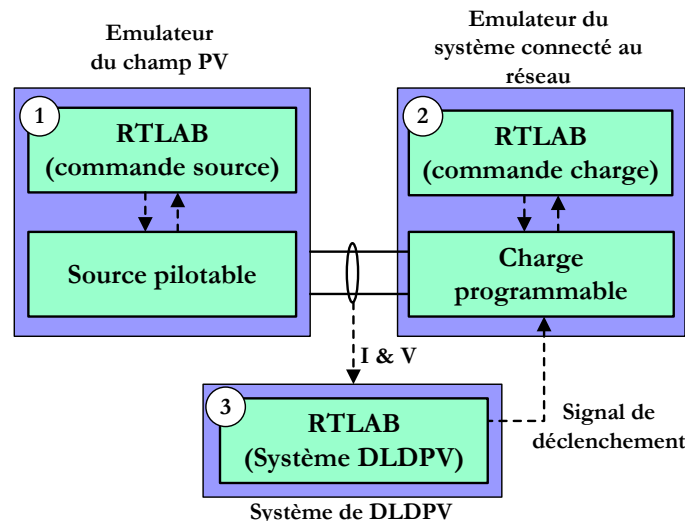 Emulateur
du champ PV
Emulateur du
système connecté au
réseau
1
RTLAB
(commande source)
Source pilotable
2
RTLAB
(commande charge)
Charge
programmable
I & V
3
RTLAB
(Système DLDPV)
Signal de
déclenchement
Système de DLDPV